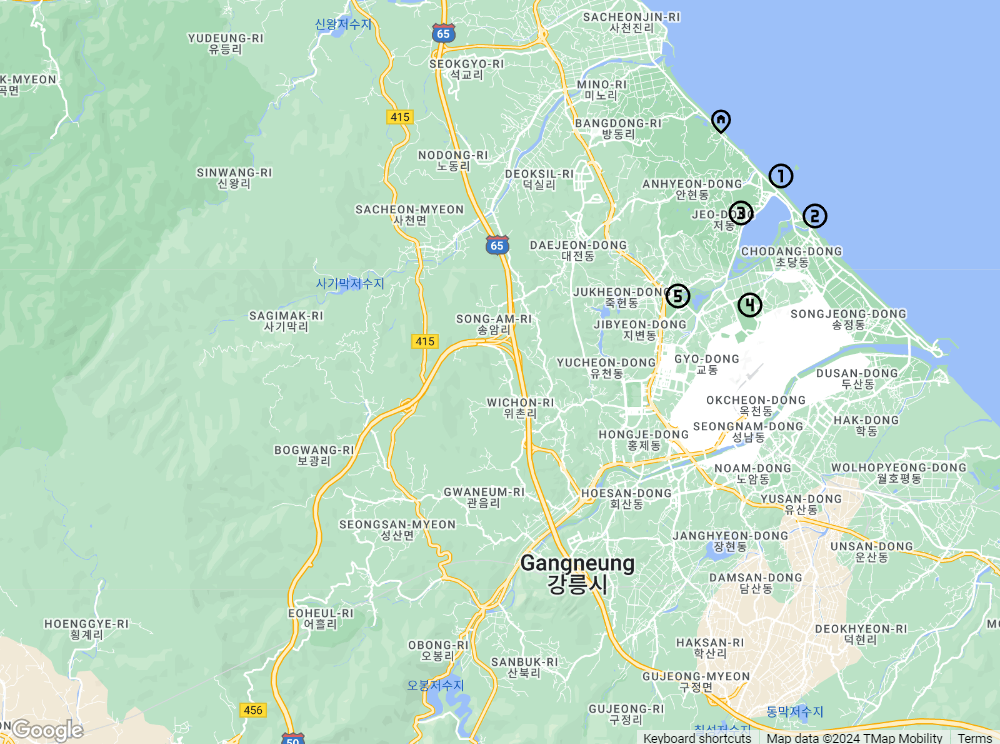 SACHEONJIN-RI
사천진리
신왕저수지
65
YUDEUNG-RI
유등리
SEOKGYO-RI
석교리
K-MYEON
곡면
MINO-RI
미노리
415
BANGDONG-RI
방동리
NODONG-RI
노동리
SINWANG-RI
신왕리
DEOKSIL-RI
덕실리
1
ANHYEON-DONG
안현동
SACHEON-MYEON
사천면
JEO-DONG
저동
3
2
65
DAEJEON-DONG
대전동
CHODANG-DONG
초당동
사기막저수지
JUKHEON-DONG
죽헌동
5
4
SAGIMAK-RI
사기막리
SONG-AM-RI
송암리
JIBYEON-DONG
지변동
SONGJEONG-DONG
송정동
415
YUCHEON-DONG
유천동
GYO-DONG
교동
DUSAN-DONG
두산동
WICHON-RI
위촌리
OKCHEON-DONG
옥천동
HAK-DONG
학동
HONGJE-DONG
홍제동
SEONGNAM-DONG
성남동
BOGWANG-RI
보광리
NOAM-DONG
노암동
WOLHOPYEONG-DONG
월호평동
GWANEUM-RI
관음리
HOESAN-DONG
회산동
YUSAN-DONG
유산동
SEONGSAN-MYEON
성산면
JANGHYEON-DONG
장현동
UNSAN-DONG
운산동
Gangneung
강릉시
DAMSAN-DONG
담산동
EOHEUL-RI
어흘리
HOENGGYE-RI
횡계리
DEOKHYEON-RI
덕현리
MO
HAKSAN-RI
학산리
OBONG-RI
오봉리
SANBUK-RI
산북리
GUJEONG-MYEON
구정면
오봉저수지
456
GUJEONG-RI
구정리
동막저수지
ON
칠성저수지
50
Google
Keyboard shortcuts
Map data ©2024 TMap Mobility
Terms